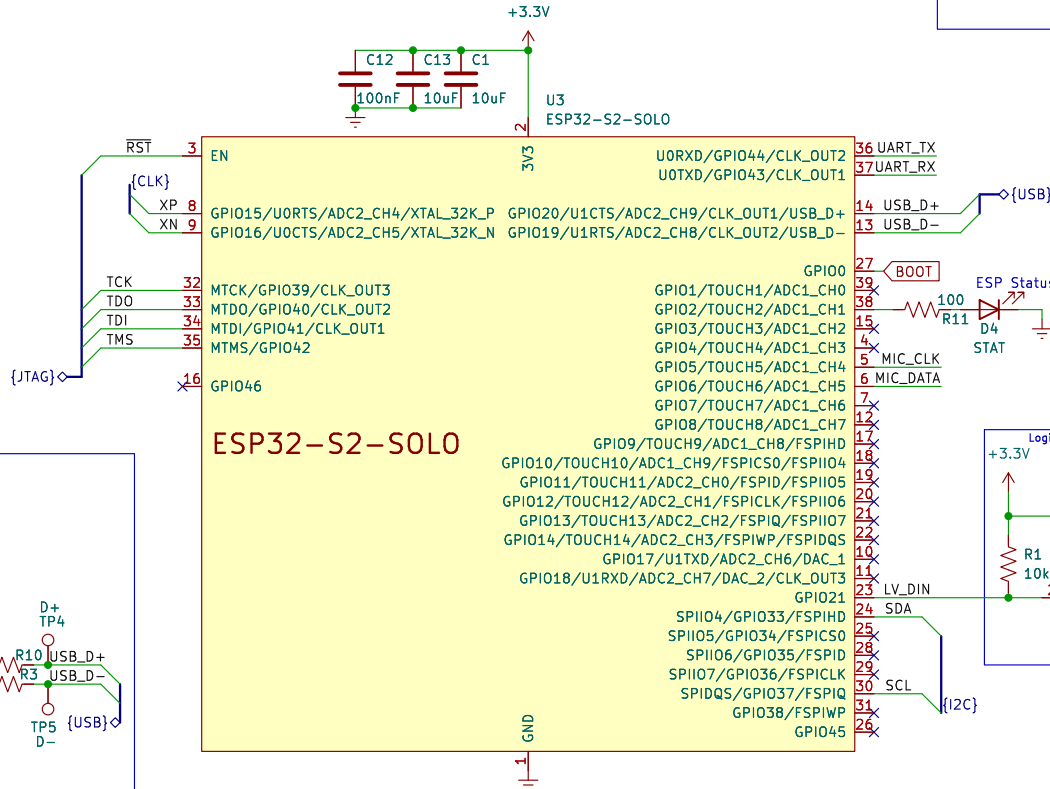 +3.3V
C12
C13
C1
100nF
10uF
10uF
U3
ESP32-S2-SOLO
2
3V3
RST
3
EN
{CLK}
XP
8
GPIO15/U0RTS/ADC2_CH4/XTAL_32K_P
XN
9
GPIO16/U0CTS/ADC2_CH5/XTAL_32K_N
TCK
32
MTCK/GPIO39/CLK_OUT3
TDO
33
MTDO/GPIO40/CLK_OUT2
TDI
34
MTDI/GPIO41/CLK_OUT1
TMS
35
MTMS/GPIO42
{JTAG}
16
GPIO46
ESP32-S2-SOLO
U0RXD/GPIO44/CLK_OUT2
36
UART_TX
U0TXD/GPIO43/CLK_OUT1
37
UART_RX
GPIO20/U1CTS/ADC2_CH9/CLK_OUT1/USB_D+
14
USB_D+
{USB}
GPIO19/U1RTS/ADC2_CH8/CLK_OUT2/USB_D-
13
USB_D-
GPIO0
27
BOOT
GPIO1/TOUCH1/ADC1_CH0
39
GPIO2/TOUCH2/ADC1_CH1
38
100
R11
ESP Status
D4
STAT
GPIO3/TOUCH3/ADC1_CH2
15
GPIO4/TOUCH4/ADC1_CH3
4
GPIO5/TOUCH5/ADC1_CH4
5
MIC_CLK
GPIO6/TOUCH6/ADC1_CH5
6
MIC_DATA
GPIO7/TOUCH7/ADC1_CH6
7
GPIO8/TOUCH8/ADC1_CH7
12
GPIO9/TOUCH9/ADC1_CH8/FSPIHD
17
GPIO10/TOUCH10/ADC1_CH9/FSPICS0/FSPIIO4
18
GPIO11/TOUCH11/ADC2_CH0/FSPID/FSPIIO5
19
GPIO12/TOUCH12/ADC2_CH1/FSPICLK/FSPIIO6
20
GPIO13/TOUCH13/ADC2_CH2/FSPIQ/FSPIIO7
21
GPIO14/TOUCH14/ADC2_CH3/FSPIWP/FSPIDQS
22
GPIO17/U1TXD/ADC2_CH6/DAC_1
10
GPIO18/U1RXD/ADC2_CH7/DAC_2/CLK_OUT3
11
GPIO21
23
LV_DIN
SPIIO4/GPIO33/FSPIHD
24
SDA
SPIIO5/GPIO34/FSPICS0
25
SPIIO6/GPIO35/FSPID
28
SPIIO7/GPIO36/FSPICLK
29
SPIDQS/GPIO37/FSPIQ
30
SCL
GPIO38/FSPIWP
31
{I2C}
GPIO45
26
Logi
+3.3V
R1
10k
GND
1
D+
TP4
R10
USB_D+
R3
USB_D-
{USB}
TP5
D-